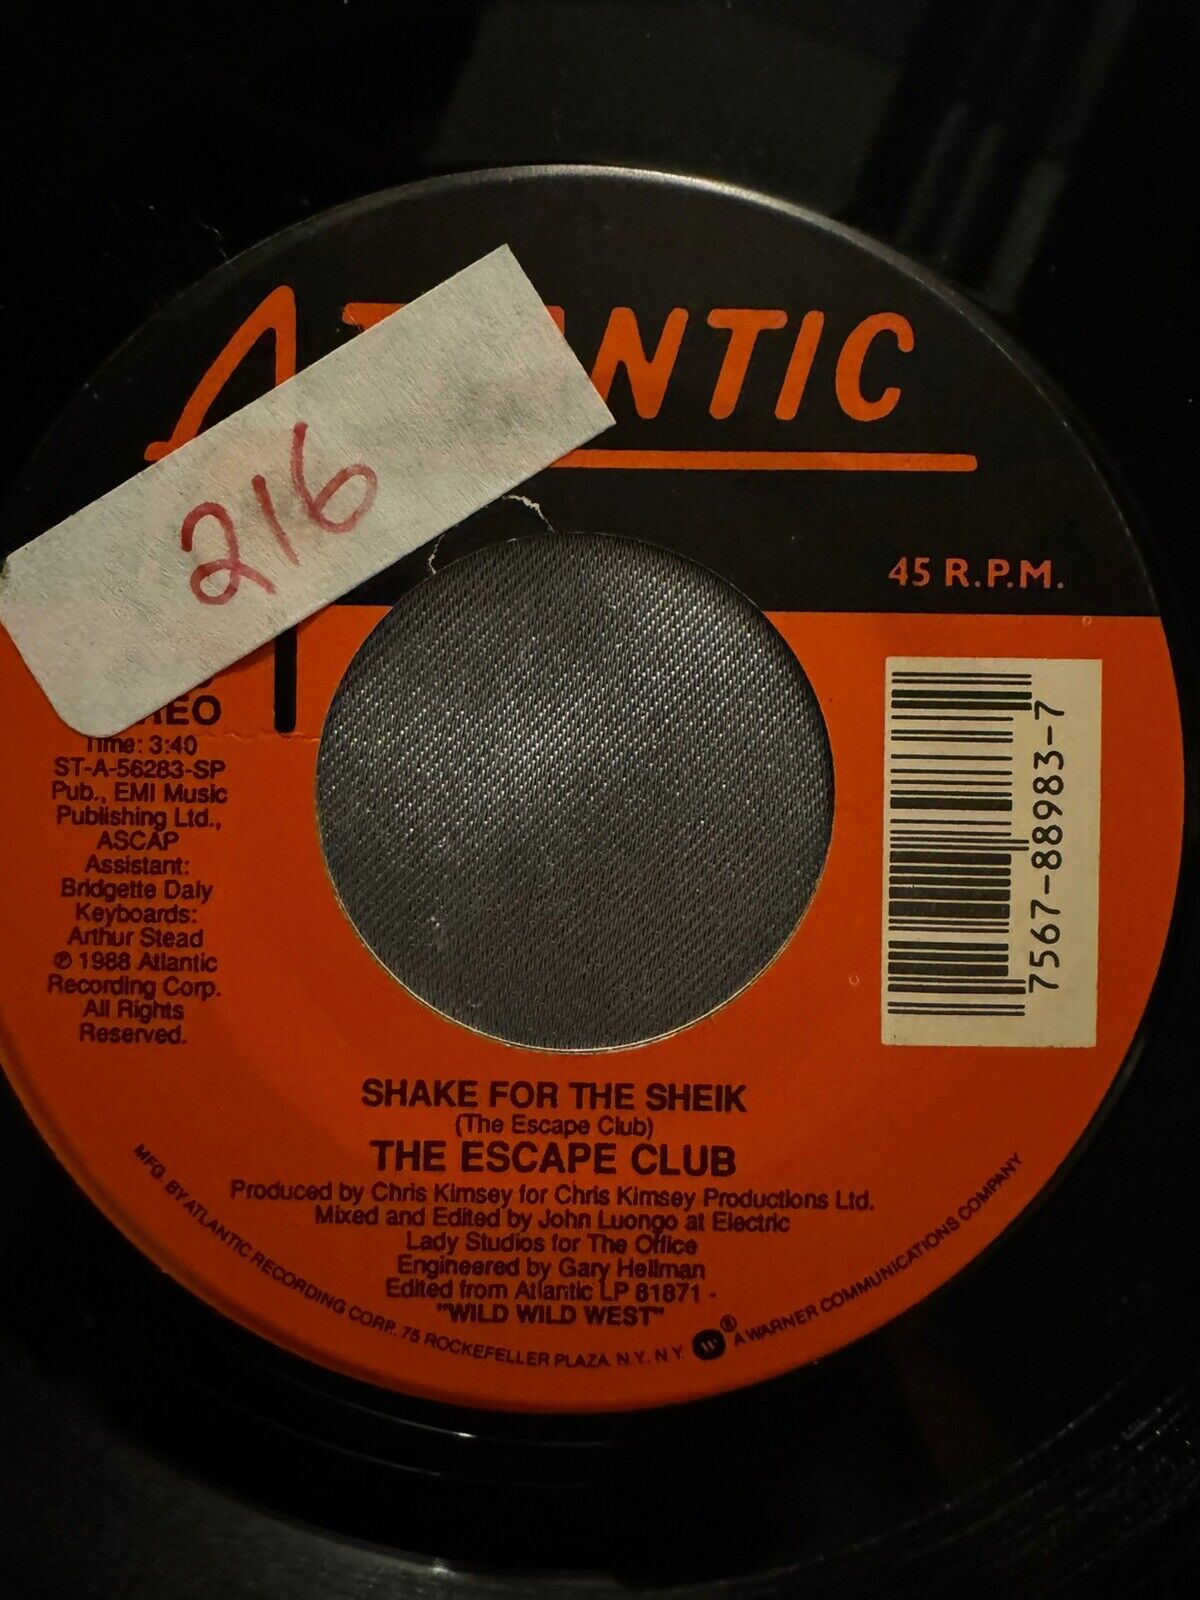 ATLANTIC
216
45 R.P.M.
STEREO
Time: 3:40
ST-A-56283-SP
Pub., EMI Music
Publishing Ltd.,
ASCAP
Assistant:
Bridgette Daly
Keyboards:
Arthur Stead
℗ 1988 Atlantic
Recording Corp.
All Rights
Reserved.
7567-88983-7
SHAKE FOR THE SHEIK
(The Escape Club)
THE ESCAPE CLUB
Produced by Chris Kimsey for Chris Kimsey Productions Ltd.
Mixed and Edited by John Luongo at Electric
Lady Studios for The Office
Engineered by Gary Hellman
Edited from Atlantic LP 81871 -
"WILD WILD WEST"
MFG. BY ATLANTIC RECORDING CORP., 75 ROCKEFELLER PLAZA, N.Y., N.Y. ® A WARNER COMMUNICATIONS COMPANY